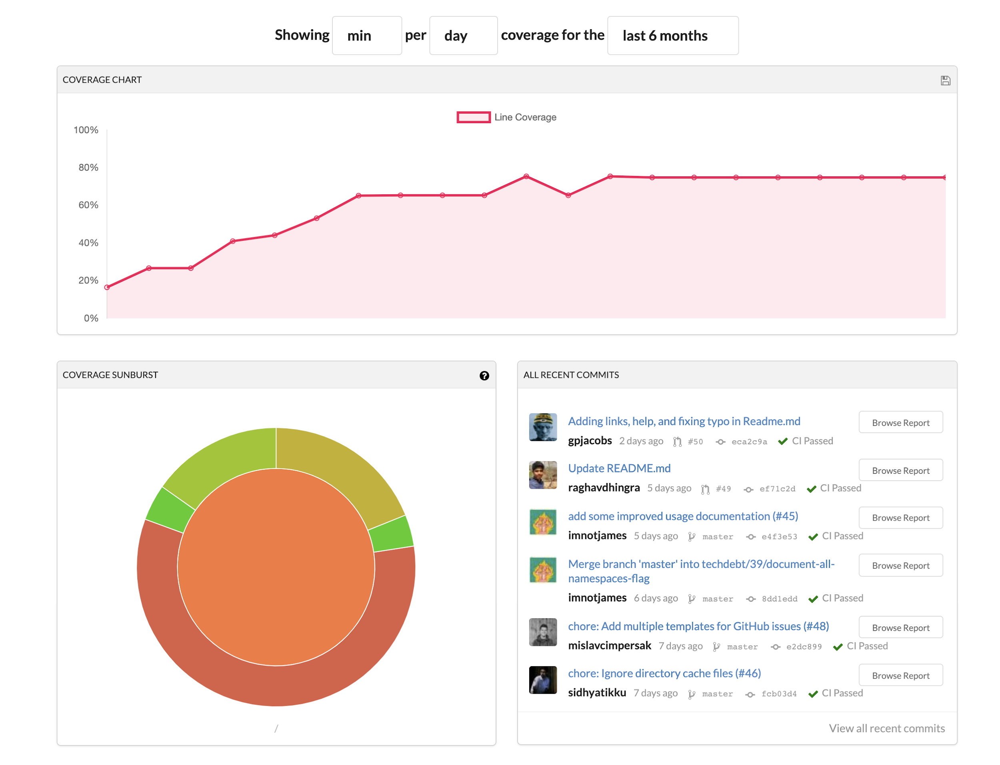 Showing min per day coverage for the last 6 months
COVERAGE CHART
Line Coverage
100%
80%
60%
40%
20%
0%
COVERAGE SUNBURST
/
ALL RECENT COMMITS
Adding links, help, and fixing typo in Readme.md Browse Report
gpjacobs 2 days ago #50 eca2c9a CI Passed
Update README.md Browse Report
raghavdhingra 5 days ago #49 ef71c2d CI Passed
add some improved usage documentation (#45) Browse Report
imnotjames 5 days ago master e4f3e53 CI Passed
Merge branch 'master' into techdebt/39/document-all- Browse Report
namespaces-flag
imnotjames 6 days ago master 8dd1edd CI Passed
chore: Add multiple templates for GitHub issues (#48) Browse Report
mislavcimpersak 7 days ago master e2dc899 CI Passed
chore: Ignore directory cache files (#46) Browse Report
sidhyatikku 7 days ago master fcb03d4 CI Passed
View all recent commits